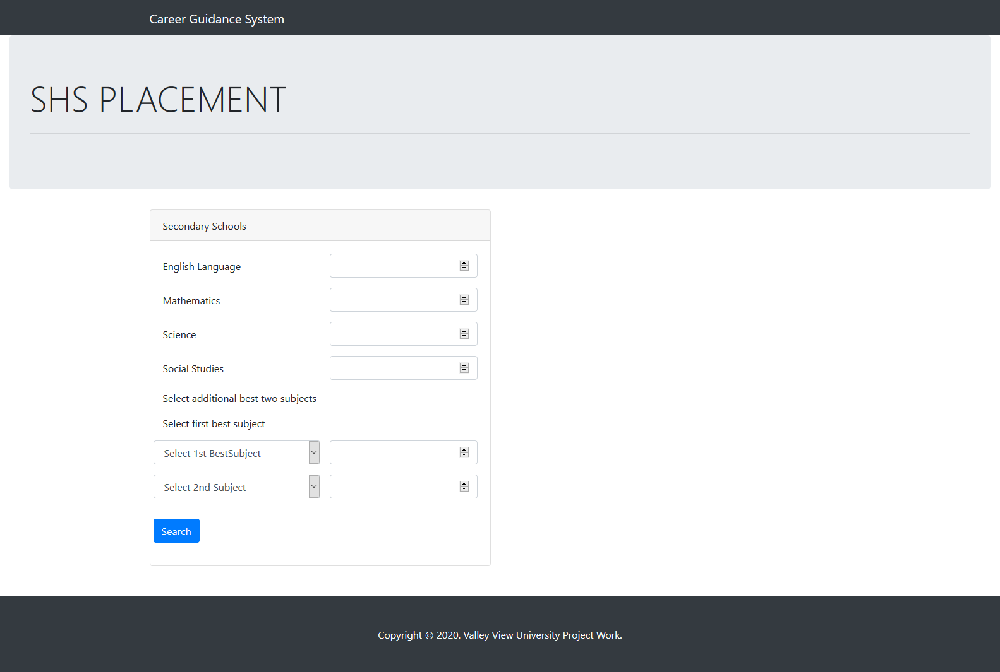 Career Guidance System
SHS PLACEMENT
Secondary Schools
English Language
Mathematics
Science
Social Studies
Select additional best two subjects
Select first best subject
Select 1st BestSubject
Select 2nd Subject
Search
Copyright © 2020. Valley View University Project Work.